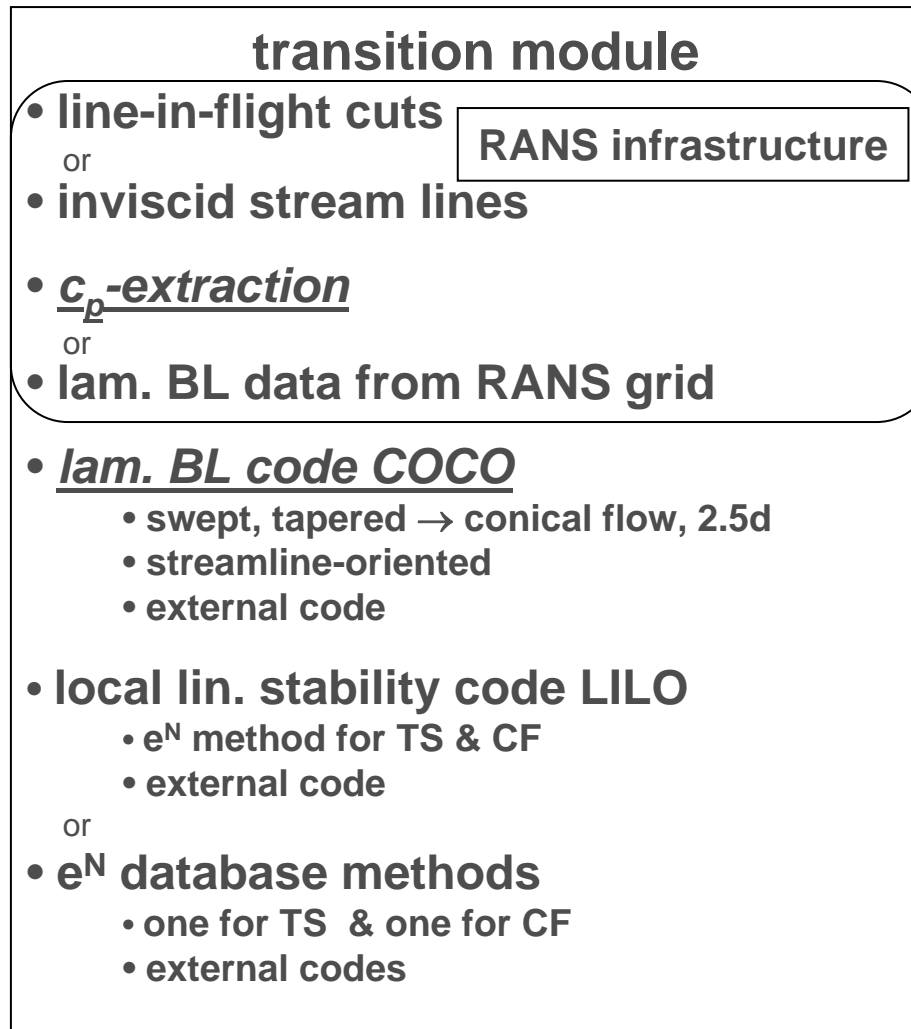 transition module
• line-in-flight cuts
RANS infrastructure
or
• inviscid stream lines
• cp-extraction
or
• lam. BL data from RANS grid
• lam. BL code COCO
• swept, tapered → conical flow, 2.5d
• streamline-oriented
• external code
• local lin. stability code LILO
• eN method for TS & CF
• external code
or
• eN database methods
• one for TS & one for CF
• external codes